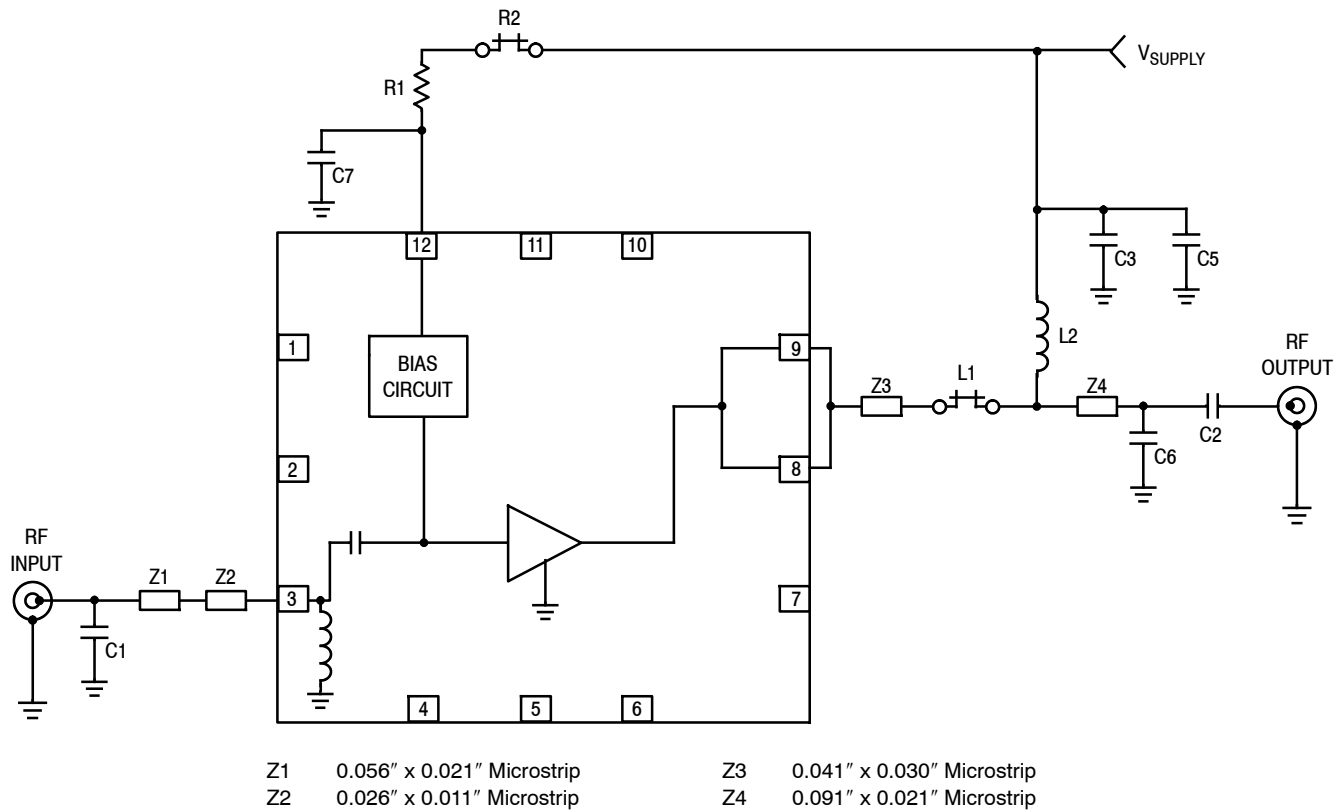 R2
V_SUPPLY
R1
C7
12
11
10
C3
C5
1
BIAS
CIRCUIT
9
L2
RF
OUTPUT
Z3
L1
Z4
C2
2
8
C6
RF
INPUT
Z1
Z2
3
7
C1
4
5
6
Z1 0.056″ x 0.021″ Microstrip
Z2 0.026″ x 0.011″ Microstrip
Z3 0.041″ x 0.030″ Microstrip
Z4 0.091″ x 0.021″ Microstrip